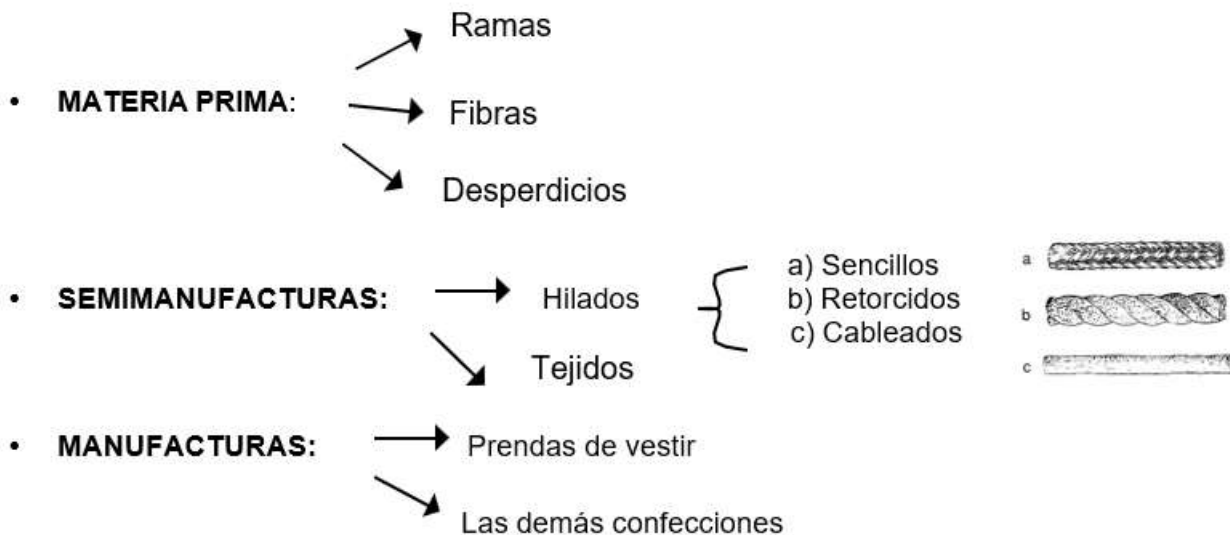 Ramas
• MATERIA PRIMA:
Fibras
Desperdicios
• SEMIMANUFACTURAS:
Hilados
a) Sencillos
b) Retorcidos
c) Cableados
a
b
c
Tejidos
• MANUFACTURAS:
Prendas de vestir
Las demás confecciones